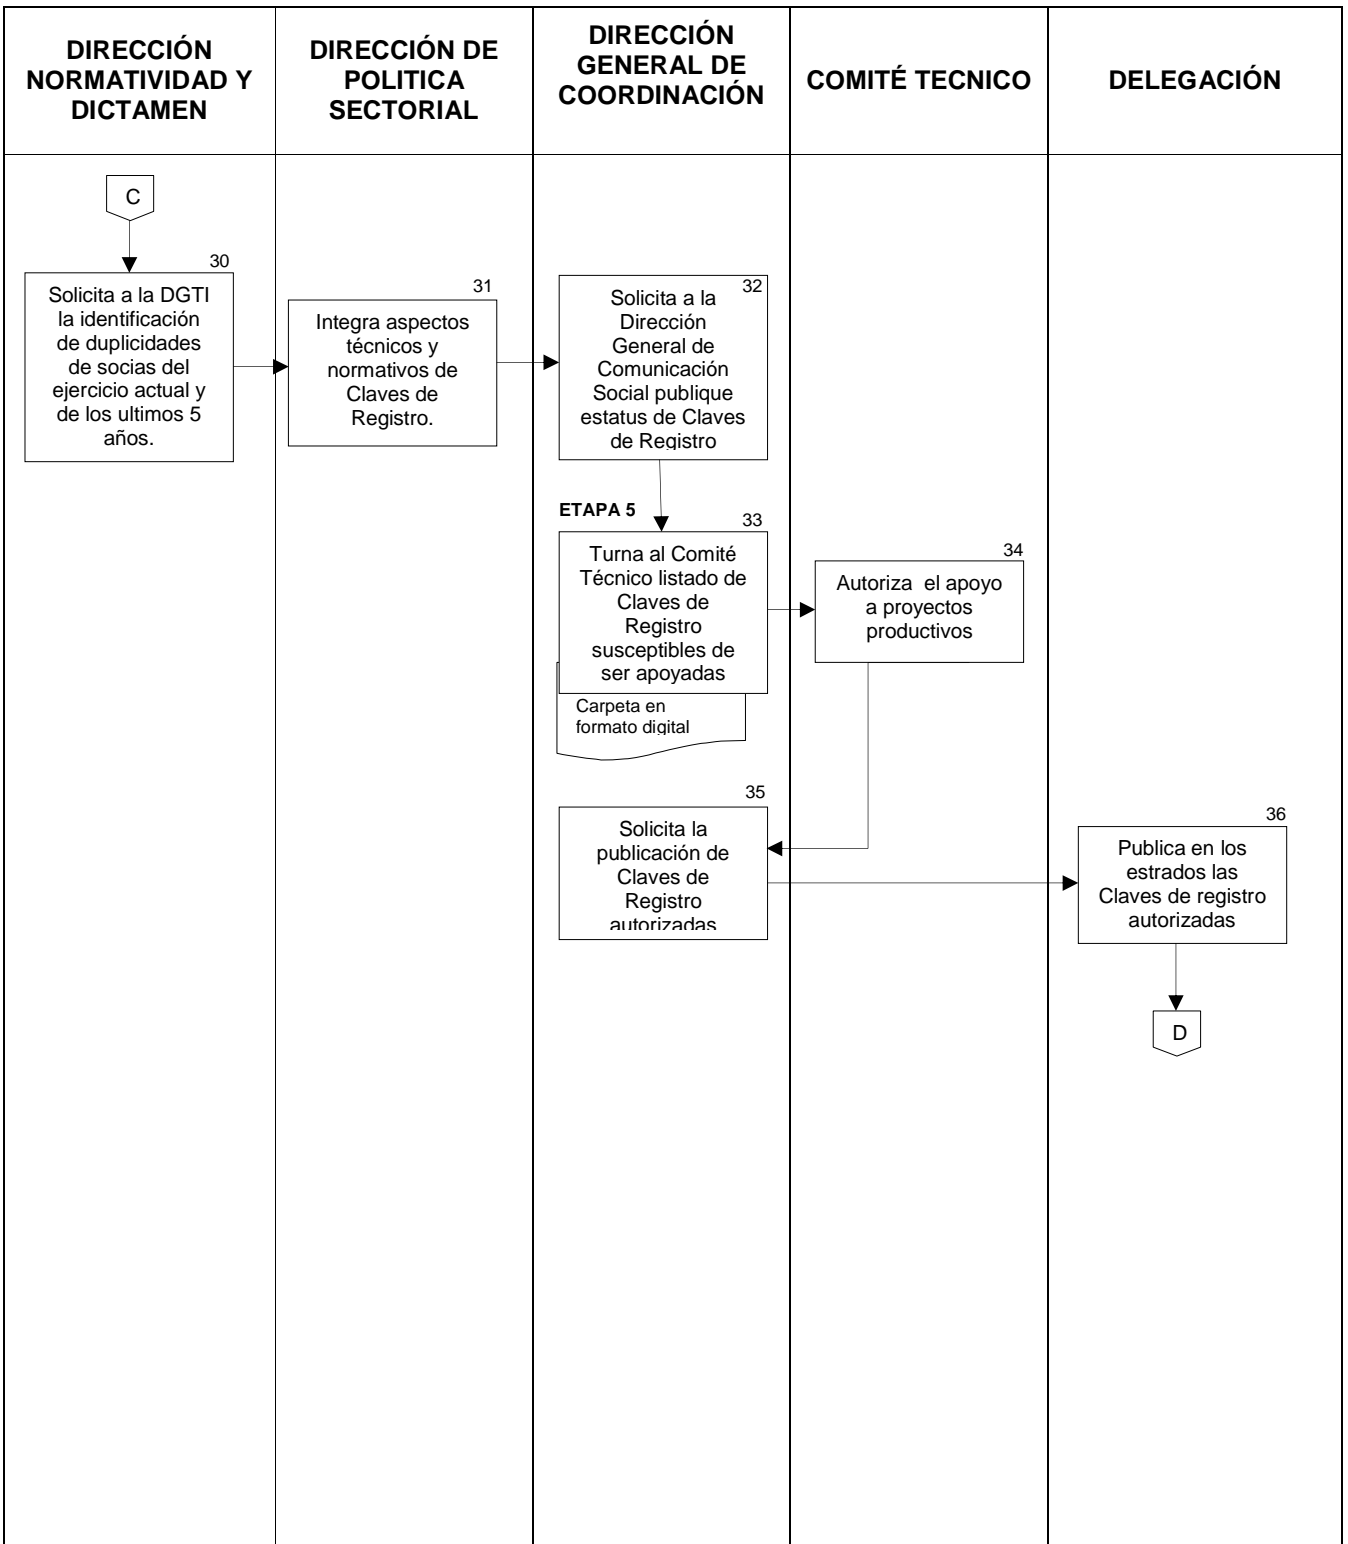 DIRECCIÓN
NORMATIVIDAD Y
DICTAMEN
DIRECCIÓN DE
POLITICA
SECTORIAL
DIRECCIÓN
GENERAL DE
COORDINACIÓN
COMITÉ TECNICO
DELEGACIÓN
C
30
Solicita a la DGTI
la identificación
de duplicidades
de socias del
ejercicio actual y
de los ultimos 5
años.
31
Integra aspectos
técnicos y
normativos de
Claves de
Registro.
32
Solicita a la
Dirección
General de
Comunicación
Social publique
estatus de Claves
de Registro
ETAPA 5
33
Turna al Comité
Técnico listado de
Claves de
Registro
susceptibles de
ser apoyadas
Carpeta en
formato digital
34
Autoriza  el apoyo
a proyectos
productivos
35
Solicita la
publicación de
Claves de
Registro
autorizadas
36
Publica en los
estrados las
Claves de registro
autorizadas
D